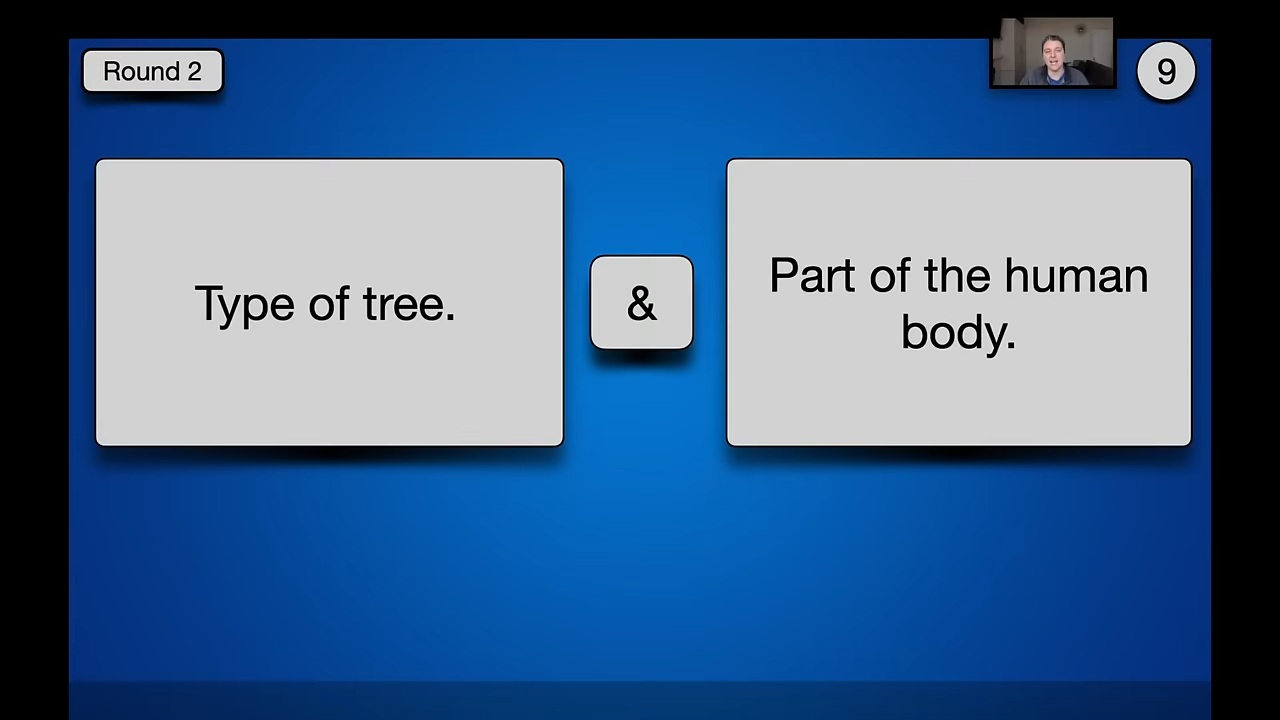 Round 2
9
Type of tree.
&
Part of the human
body.